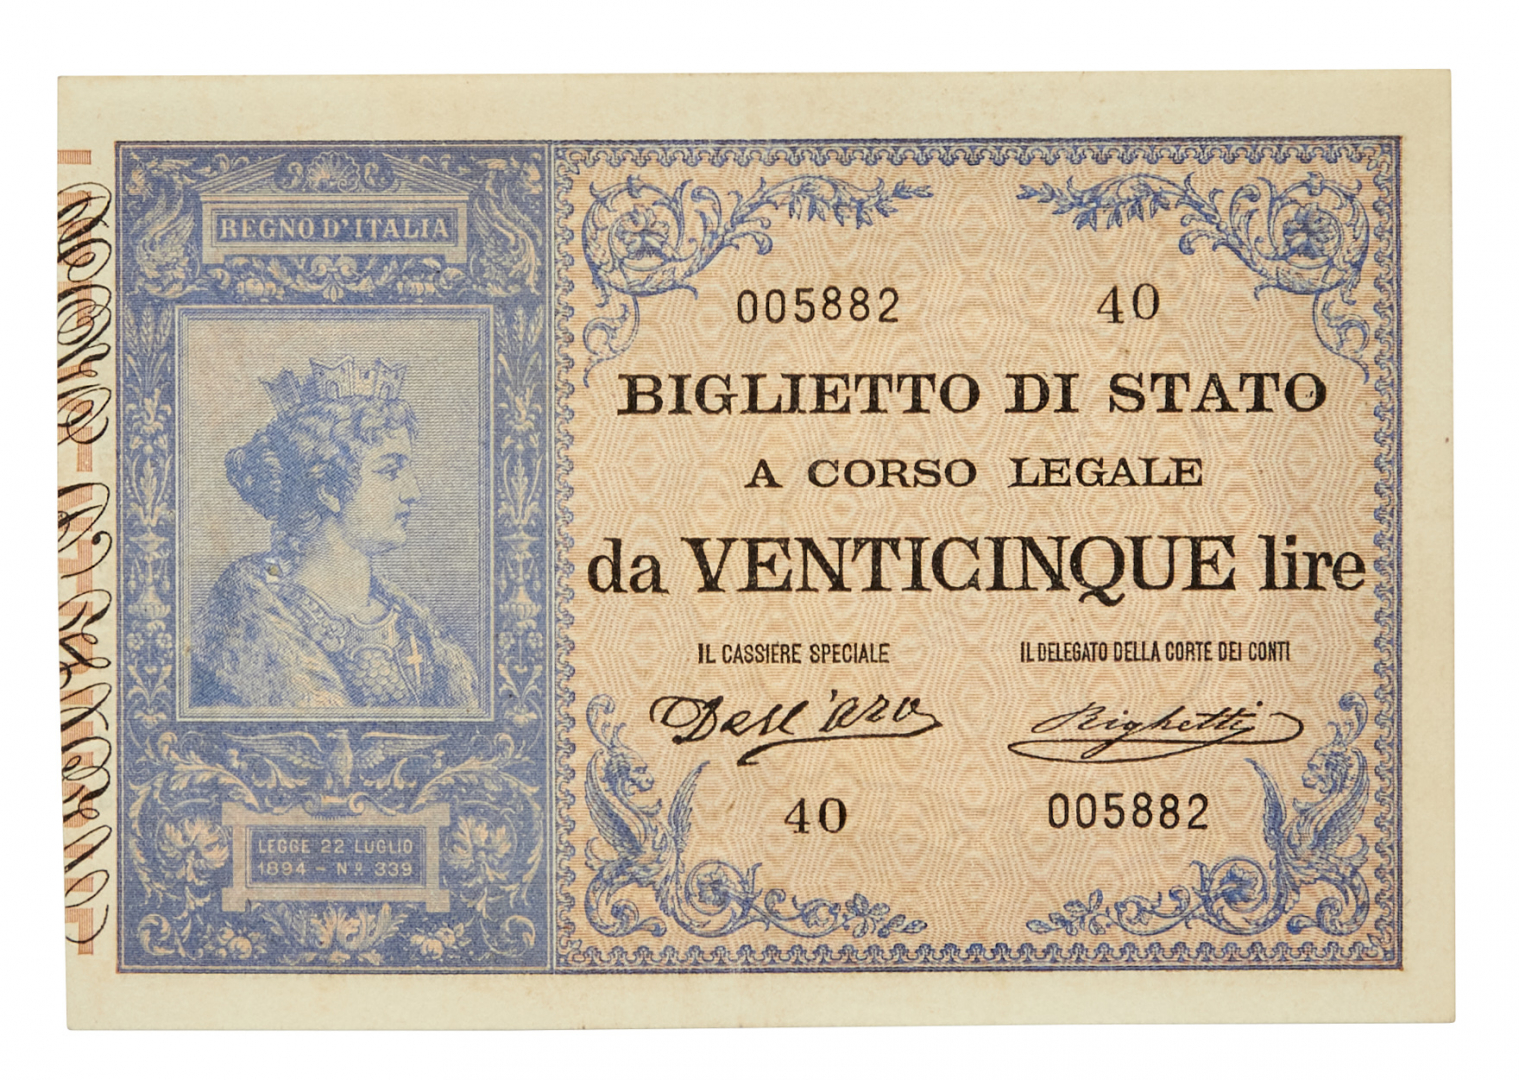 REGNO D'ITALIA
LEGGE 22 LUGLIO
1894 - Nº 339
005882 40
BIGLIETTO DI STATO
A CORSO LEGALE
da VENTICINQUE lire
IL CASSIERE SPECIALE IL DELEGATO DELLA CORTE DEI CONTI
Dell'Ara Righetti
40 005882